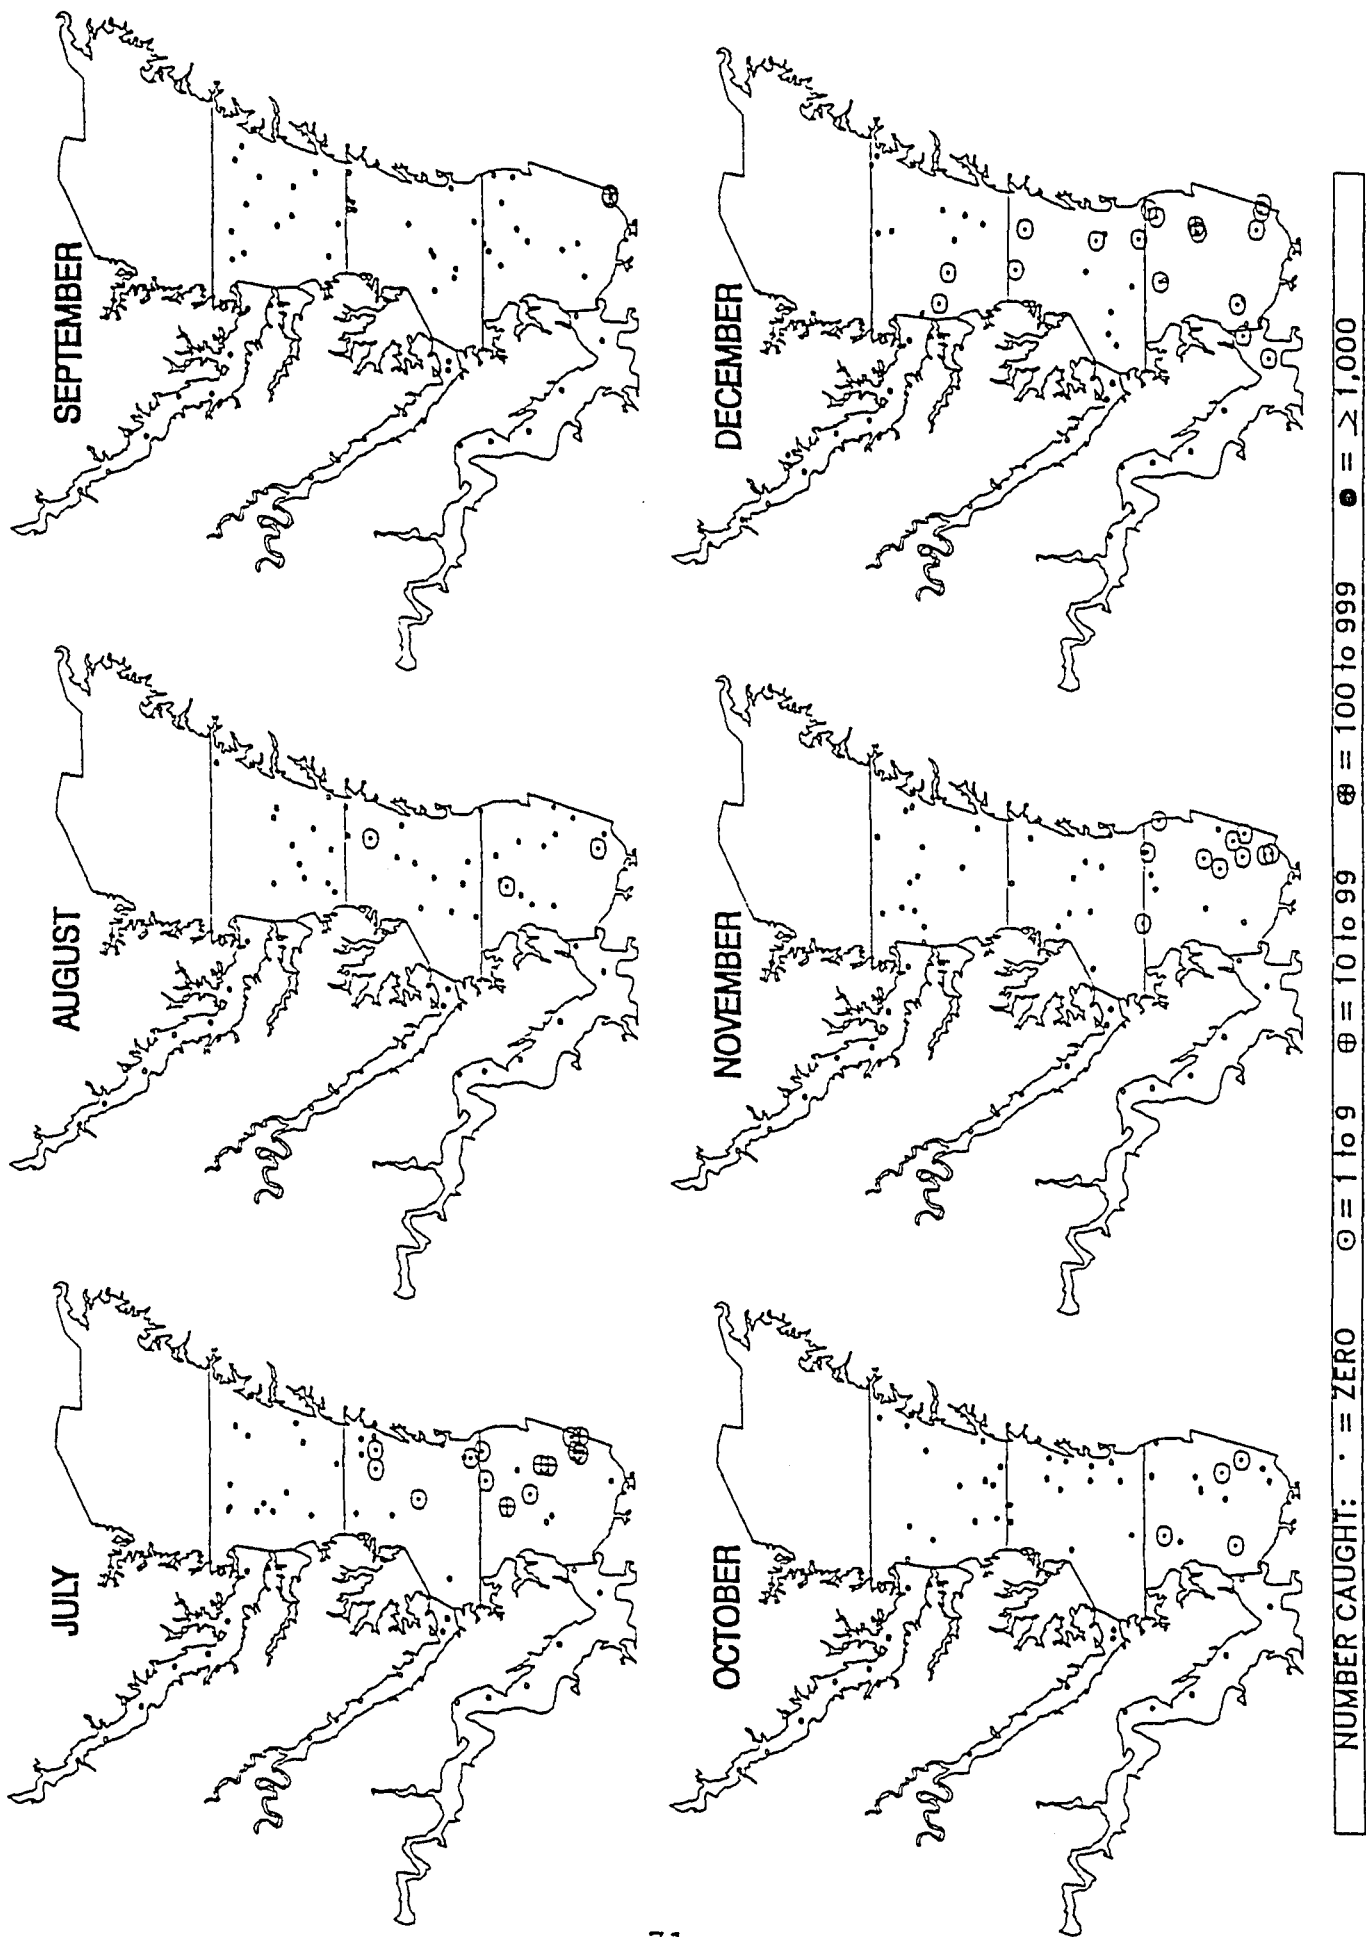 JULY
AUGUST
SEPTEMBER
OCTOBER
NOVEMBER
DECEMBER
NUMBER CAUGHT: · = ZERO ⊙ = 1 to 9 ⊕ = 10 to 99 ⊞ = 100 to 999 ● = ≥ 1,000